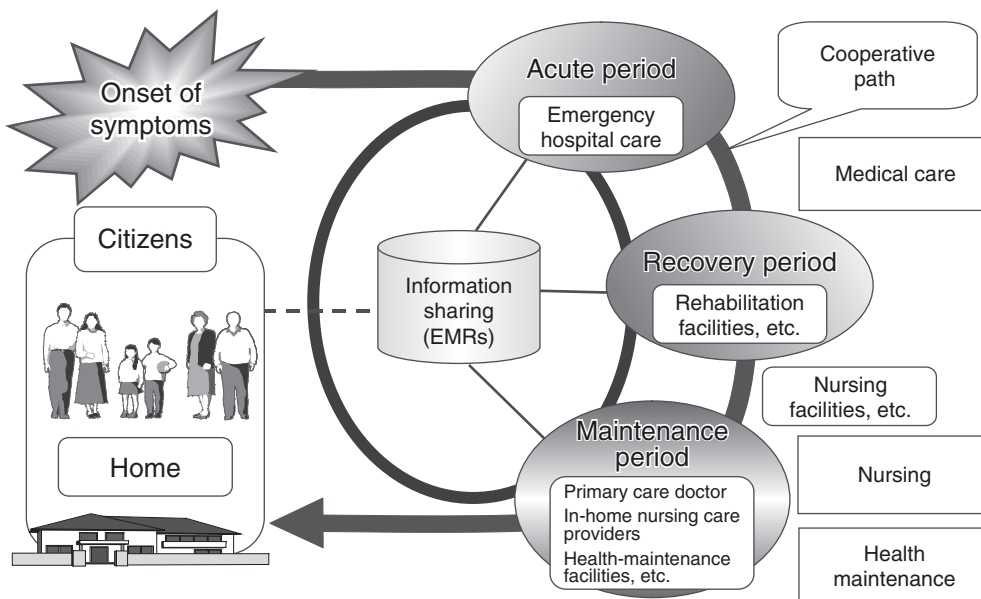 Onset of
symptoms
Acute period
Emergency
hospital care
Cooperative
path
Medical care
Citizens
Information
sharing
(EMRs)
Recovery period
Rehabilitation
facilities, etc.
Nursing
facilities, etc.
Home
Maintenance
period
Primary care doctor
In-home nursing care
providers
Health-maintenance
facilities, etc.
Nursing
Health
maintenance